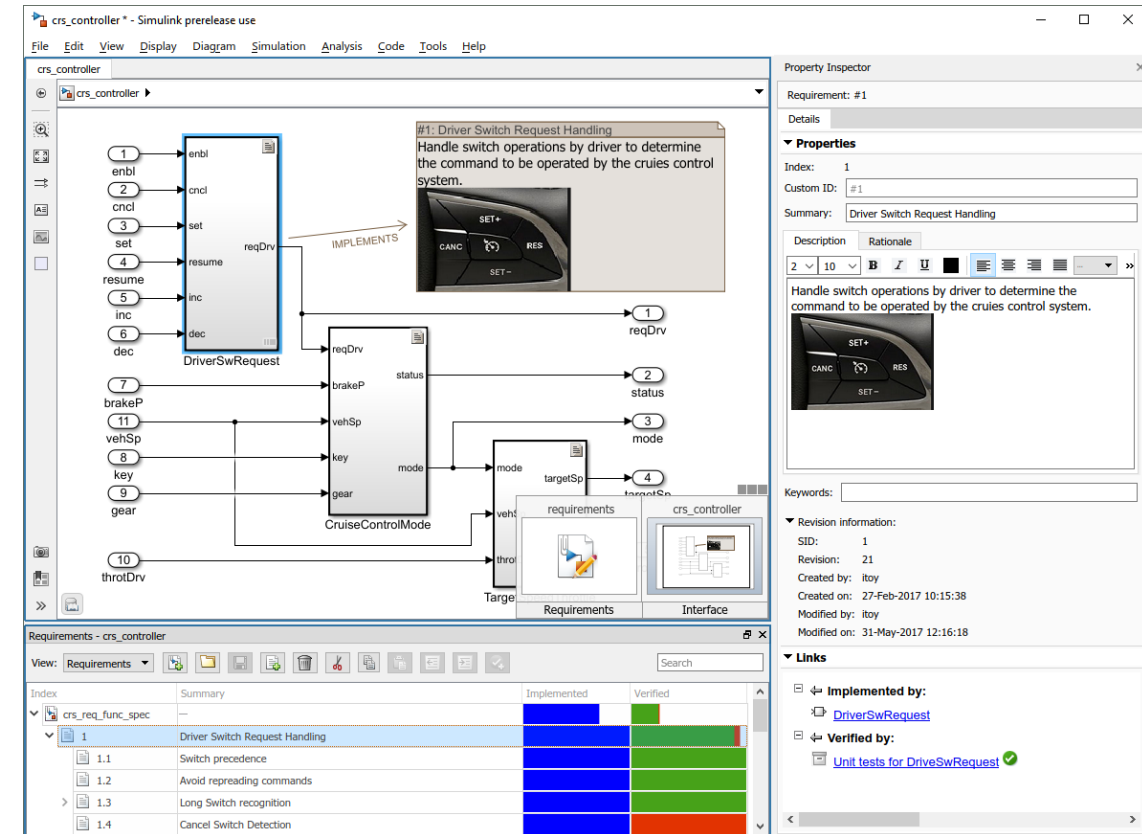 crs_controller * - Simulink prerelease use
File Edit View Display Diagram Simulation Analysis Code Tools Help
crs_controller
crs_controller
1
enbl
2
cncl
3
set
4
resume
5
inc
6
dec
enbl
cncl
set
resume
inc
dec
reqDrv
DriverSwRequest
IMPLEMENTS
#1: Driver Switch Request Handling
Handle switch operations by driver to determine
the command to be operated by the cruies control
system.
SET+
CANC
RES
SET-
7
brakeP
11
vehSp
8
key
9
gear
10
throtDrv
reqDrv
brakeP
vehSp
key
gear
status
mode
CruiseControlMode
1
reqDrv
2
status
3
mode
4
targetSp
mode
targetSp
requirements
crs_controller
Requirements
Interface
Requirements - crs_controller
View: Requirements
Search
Index Summary Implemented Verified
crs_req_func_spec —
1 Driver Switch Request Handling
1.1 Switch precedence
1.2 Avoid repreading commands
1.3 Long Switch recognition
1.4 Cancel Switch Detection
Property Inspector
Requirement: #1
Details
Properties
Index: 1
Custom ID: #1
Summary: Driver Switch Request Handling
Description Rationale
2 10 B I U
Handle switch operations by driver to determine the
command to be operated by the cruies control system.
SET+
CANC
RES
SET-
Keywords:
Revision information:
SID: 1
Revision: 21
Created by: itoy
Created on: 27-Feb-2017 10:15:38
Modified by: itoy
Modified on: 31-May-2017 12:16:18
Links
Implemented by:
DriverSwRequest
Verified by:
Unit tests for DriveSwRequest